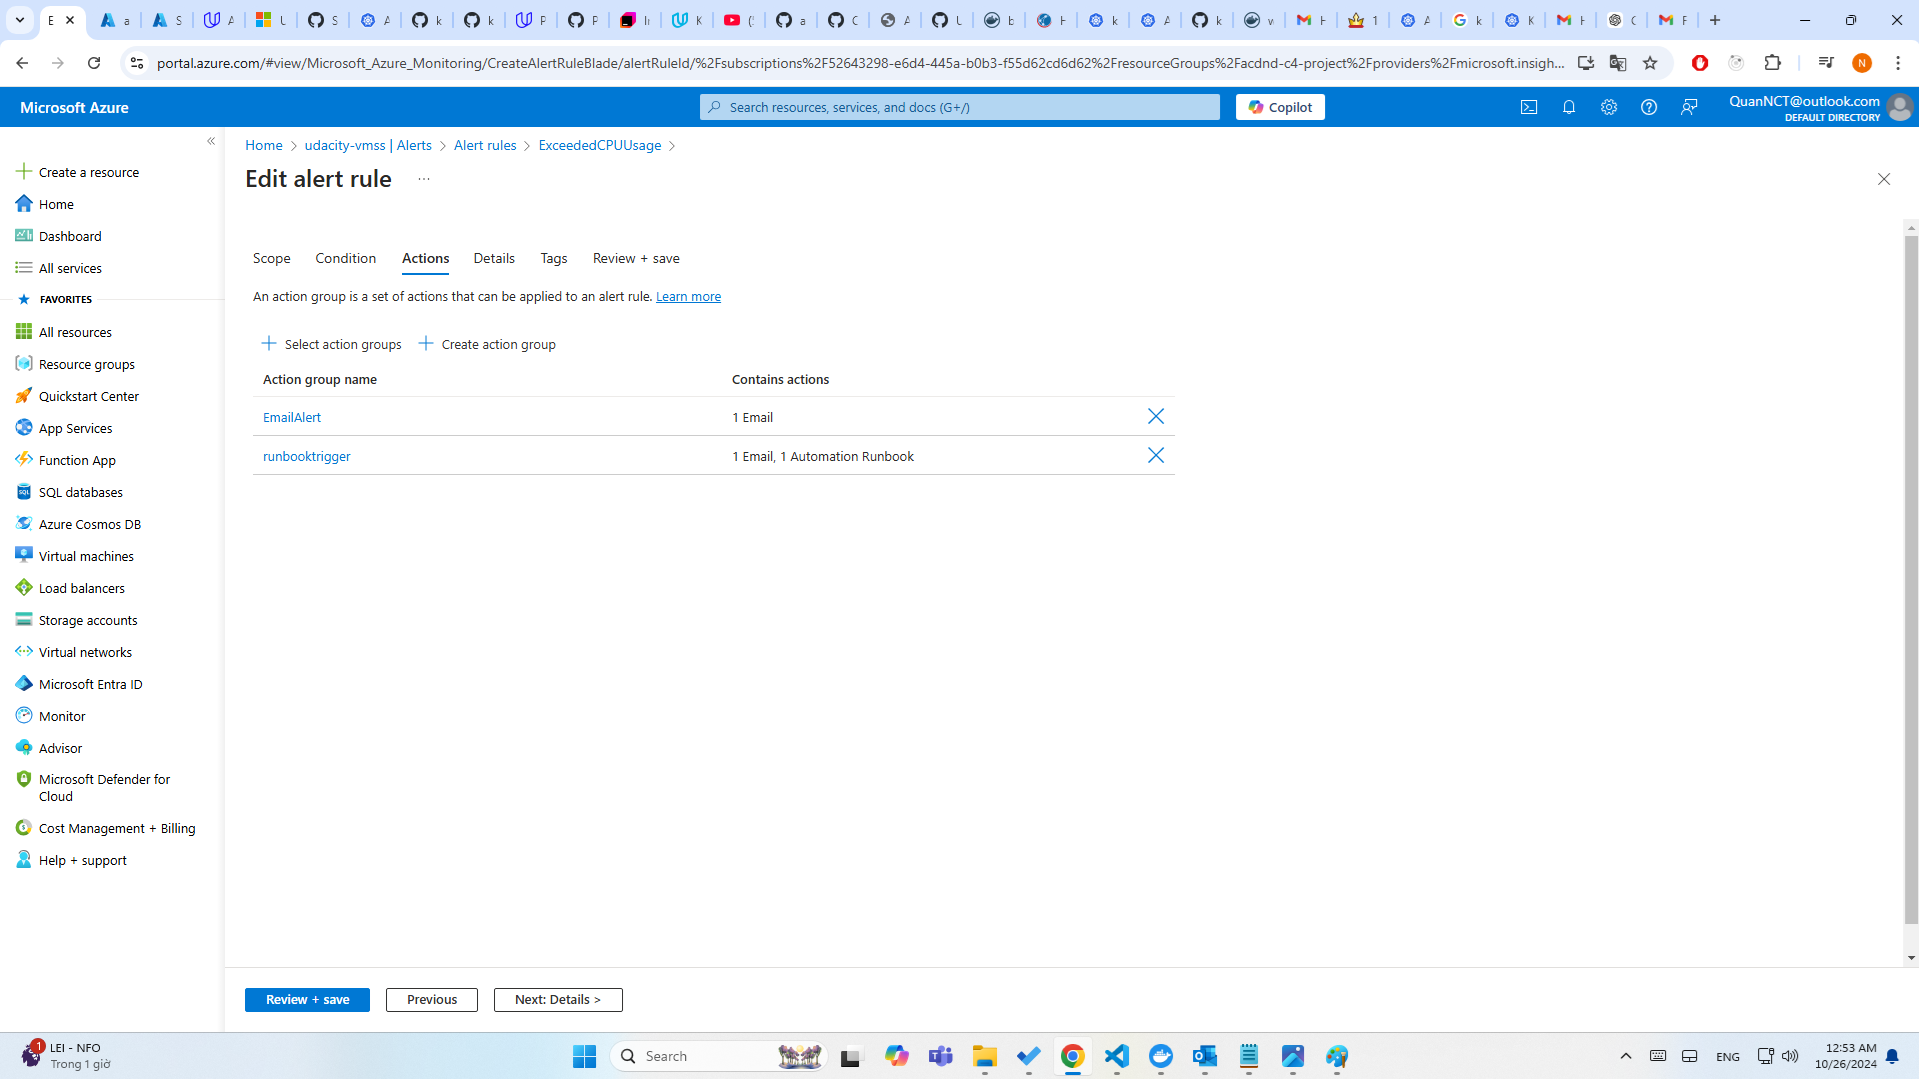 portal.azure.com/#view/Microsoft_Azure_Monitoring/CreateAlertRuleBlade/alertRuleId/%2Fsubscriptions%2F52643298-e6d4-445a-b0b3-f55d62cd6d62%2FresourceGroups%2Facdnd-c4-project%2Fproviders%2Fmicrosoft.insigh...
N
Microsoft Azure
Search resources, services, and docs (G+/)
Copilot
QuanNCT@outlook.com
DEFAULT DIRECTORY
Home > udacity-vmss | Alerts > Alert rules > ExceededCPUUsage >
Edit alert rule ...
Create a resource
Home
Dashboard
All services
FAVORITES
All resources
Resource groups
Quickstart Center
App Services
Function App
SQL databases
Azure Cosmos DB
Virtual machines
Load balancers
Storage accounts
Virtual networks
Microsoft Entra ID
Monitor
Advisor
Microsoft Defender for
Cloud
Cost Management + Billing
Help + support
Scope Condition Actions Details Tags Review + save
An action group is a set of actions that can be applied to an alert rule. Learn more
Select action groups Create action group
Action group name Contains actions
EmailAlert 1 Email
runbooktrigger 1 Email, 1 Automation Runbook
Review + save Previous Next: Details >
1
LEI - NFO
Trong 1 giờ
Search
ENG
12:53 AM
10/26/2024